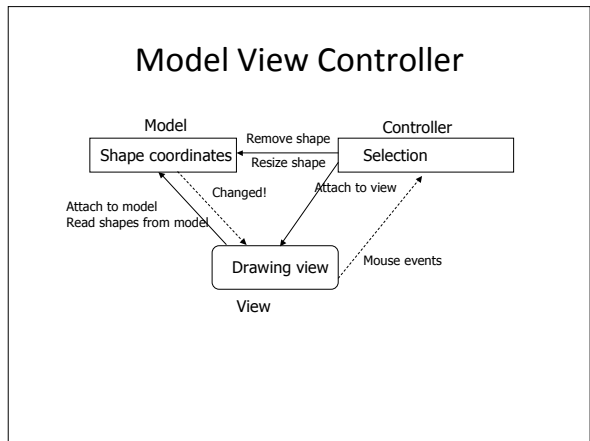 Model View Controller
Model
Controller
Remove shape
Shape coordinates
Selection
Resize shape
Changed!
Attach to view
Attach to model
Read shapes from model
Drawing view
Mouse events
View